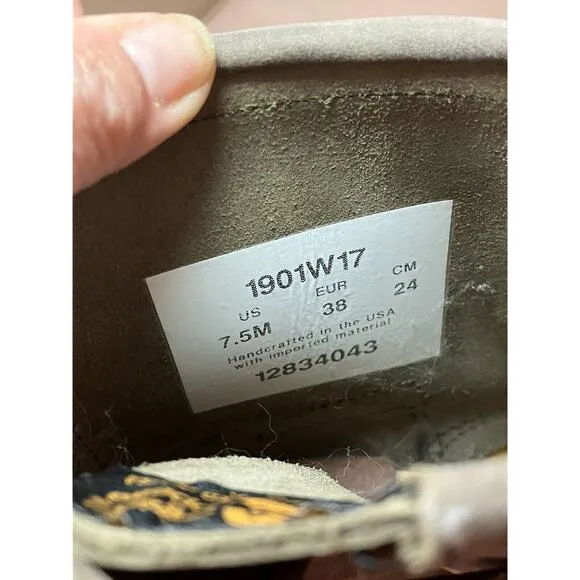 1901W17
US EUR CM
7.5M 38 24
Handcrafted in the USA
with imported material
12834043